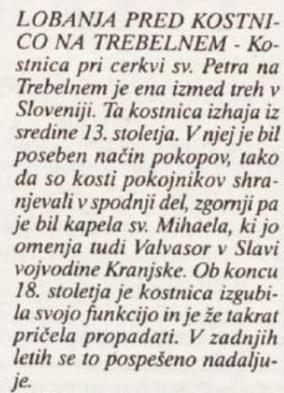 LOBANJA PRED KOSTNI-
CO NA TREBELNEM - Ko-
stnica pri cerkvi sv. Petra na
Trebelnem je ena izmed treh v
Sloveniji. Ta kostnica izhaja iz
sredine 13. stoletja. V njej je bil
poseben način pokopov, tako
da so kosti pokojnikov shra-
njevali v spodnji del, zgornji pa
je bil kapela sv. Mihaela, ki jo
omenja tudi Valvasor v Slavi
vojvodine Kranjske. Ob koncu
18. stoletja je kostnica izgubi-
la svojo funkcijo in je že takrat
pričela propadati. V zadnjih
letih se to pospešeno nadalju-
je.